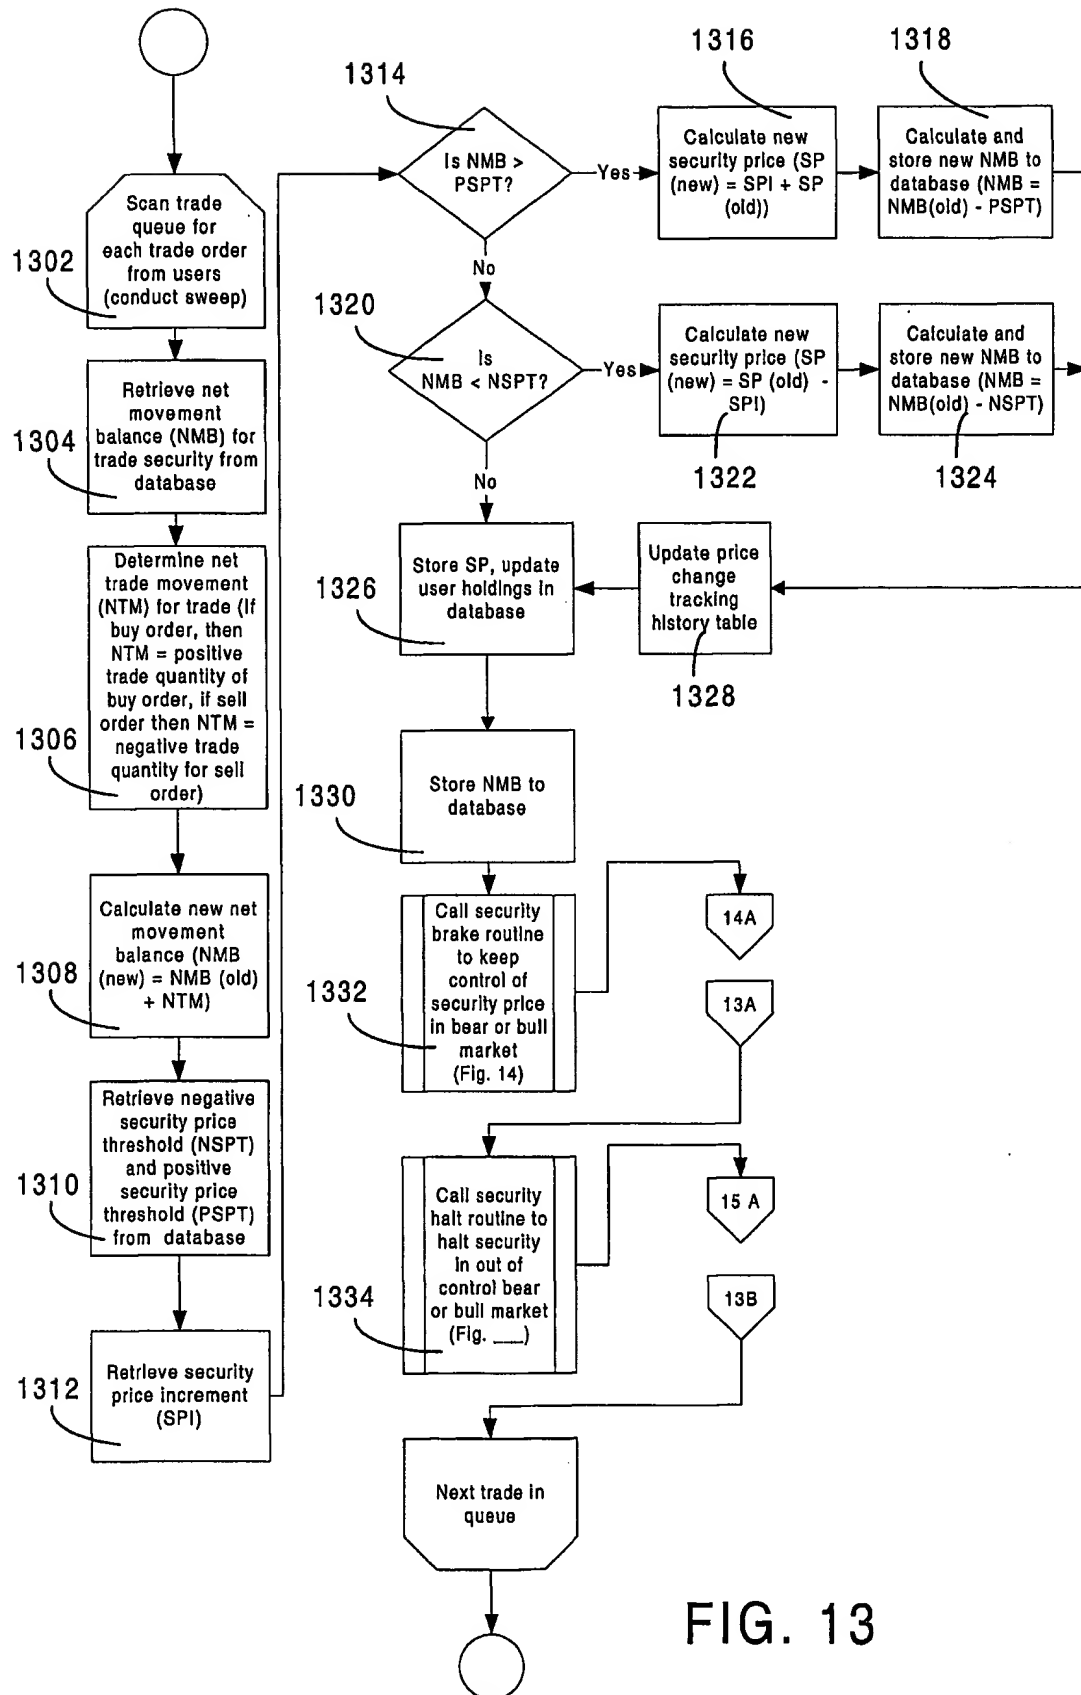 Scan trade
queue for
each trade order
from users
(conduct sweep)
1302
Retrieve net
movement
balance (NMB) for
trade security from
database
1304
Determine net
trade movement
(NTM) for trade (If
buy order, then
NTM = positive
trade quantity of
buy order, if sell
order then NTM =
negative trade
quantity for sell
order)
1306
Calculate new net
movement
balance (NMB
(new) = NMB (old)
+ NTM)
1308
Retrieve negative
security price
threshold (NSPT)
and positive
security price
threshold (PSPT)
from database
1310
Retrieve security
price increment
(SPI)
1312
1314
Is NMB >
PSPT?
Yes
No
1316
Calculate new
security price (SP
(new) = SPI + SP
(old))
1318
Calculate and
store new NMB to
database (NMB =
NMB(old) - PSPT)
1320
Is
NMB < NSPT?
Yes
No
Calculate new
security price (SP
(new) = SP (old) -
SPI)
1322
Calculate and
store new NMB to
database (NMB =
NMB(old) - NSPT)
1324
Store SP, update
user holdings in
database
1326
Update price
change
tracking
history table
1328
Store NMB to
database
1330
Call security
brake routine
to keep
control of
security price
in bear or bull
market
(Fig. 14)
1332
14A
13A
Call security
halt routine to
halt security
in out of
control bear
or bull market
(Fig. ___)
1334
15 A
13B
Next trade in
queue
FIG. 13